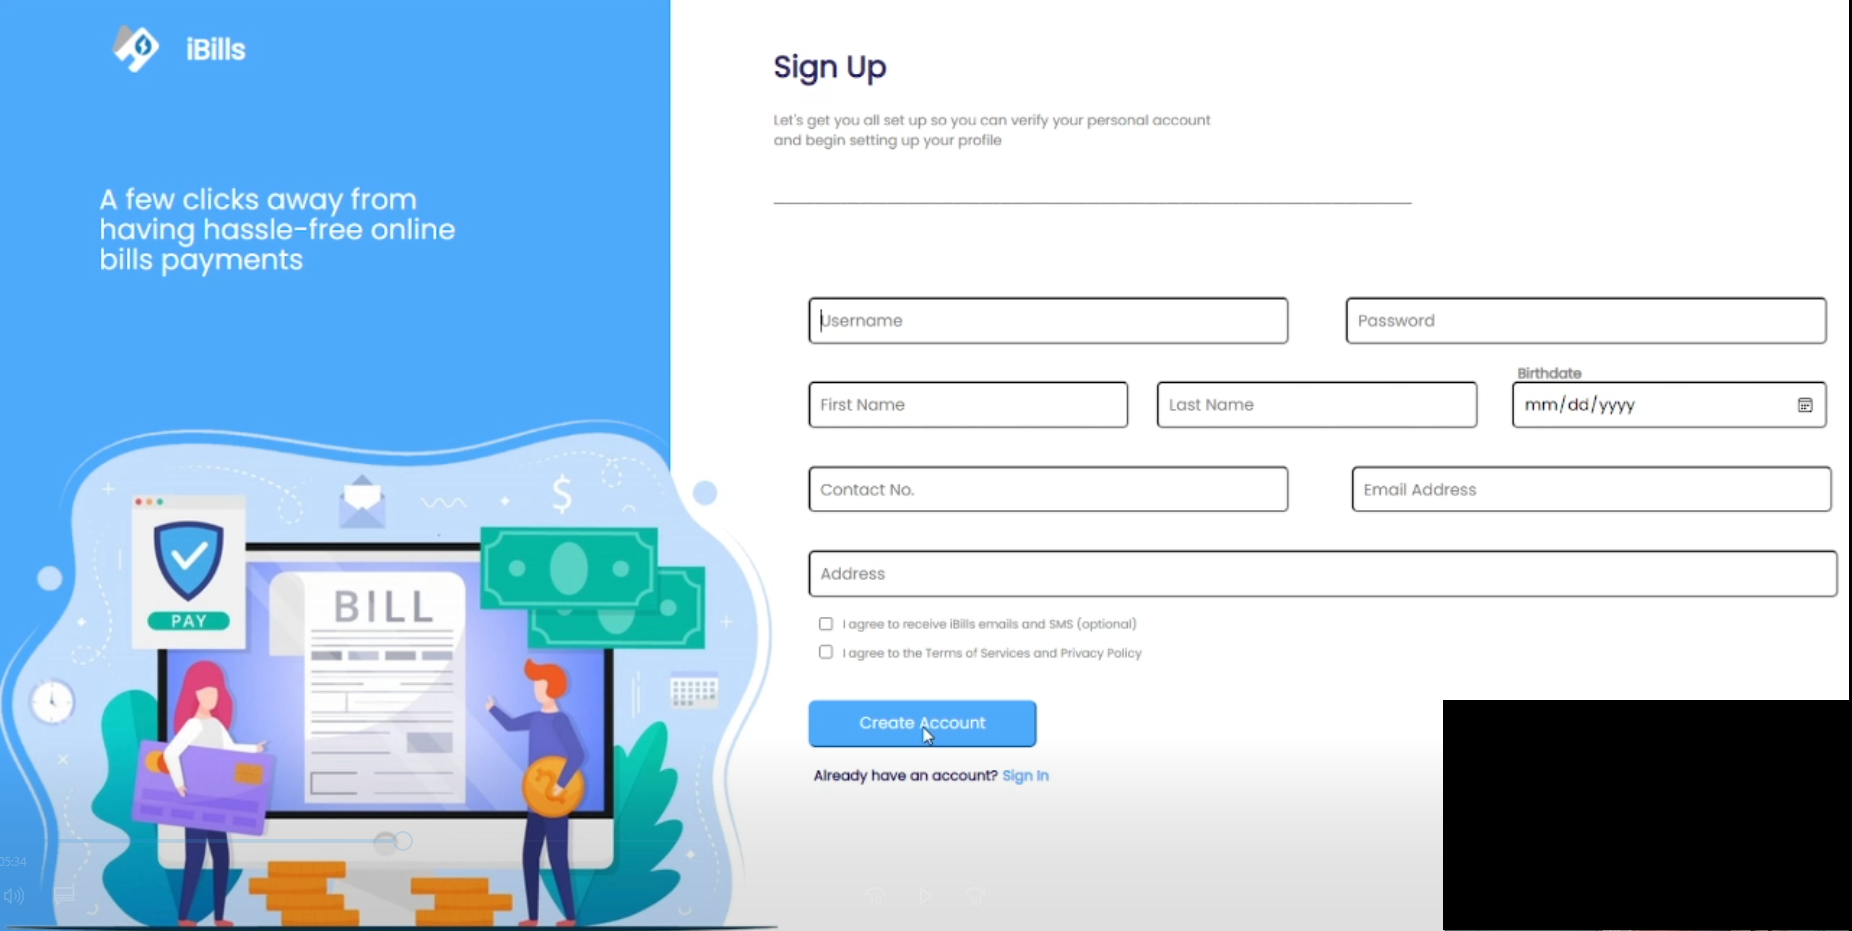 iBills
A few clicks away from
having hassle-free online
bills payments
PAY
BILL
$
Sign Up
Let's get you all set up so you can verify your personal account
and begin setting up your profile
Username
Password
First Name
Last Name
Birthdate
mm/dd/yyyy
Contact No.
Email Address
Address
I agree to receive iBills emails and SMS (optional)
I agree to the Terms of Services and Privacy Policy
Create Account
Already have an account? Sign In
05:34